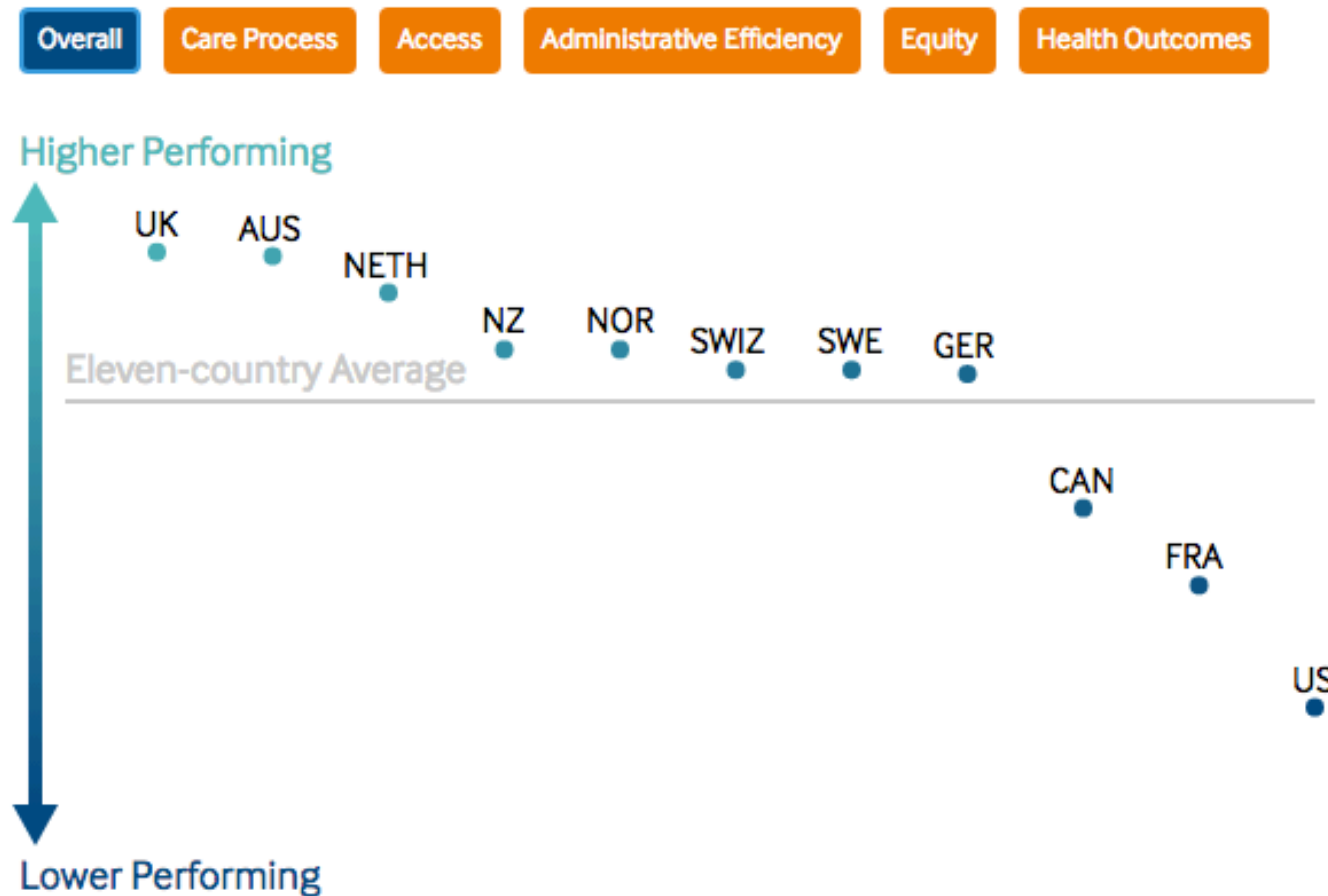 Overall Care Process Access Administrative Efficiency Equity Health Outcomes
Higher Performing
UK
AUS
NETH
NZ
NOR
SWIZ
SWE
GER
Eleven-country Average
CAN
FRA
US
Lower Performing